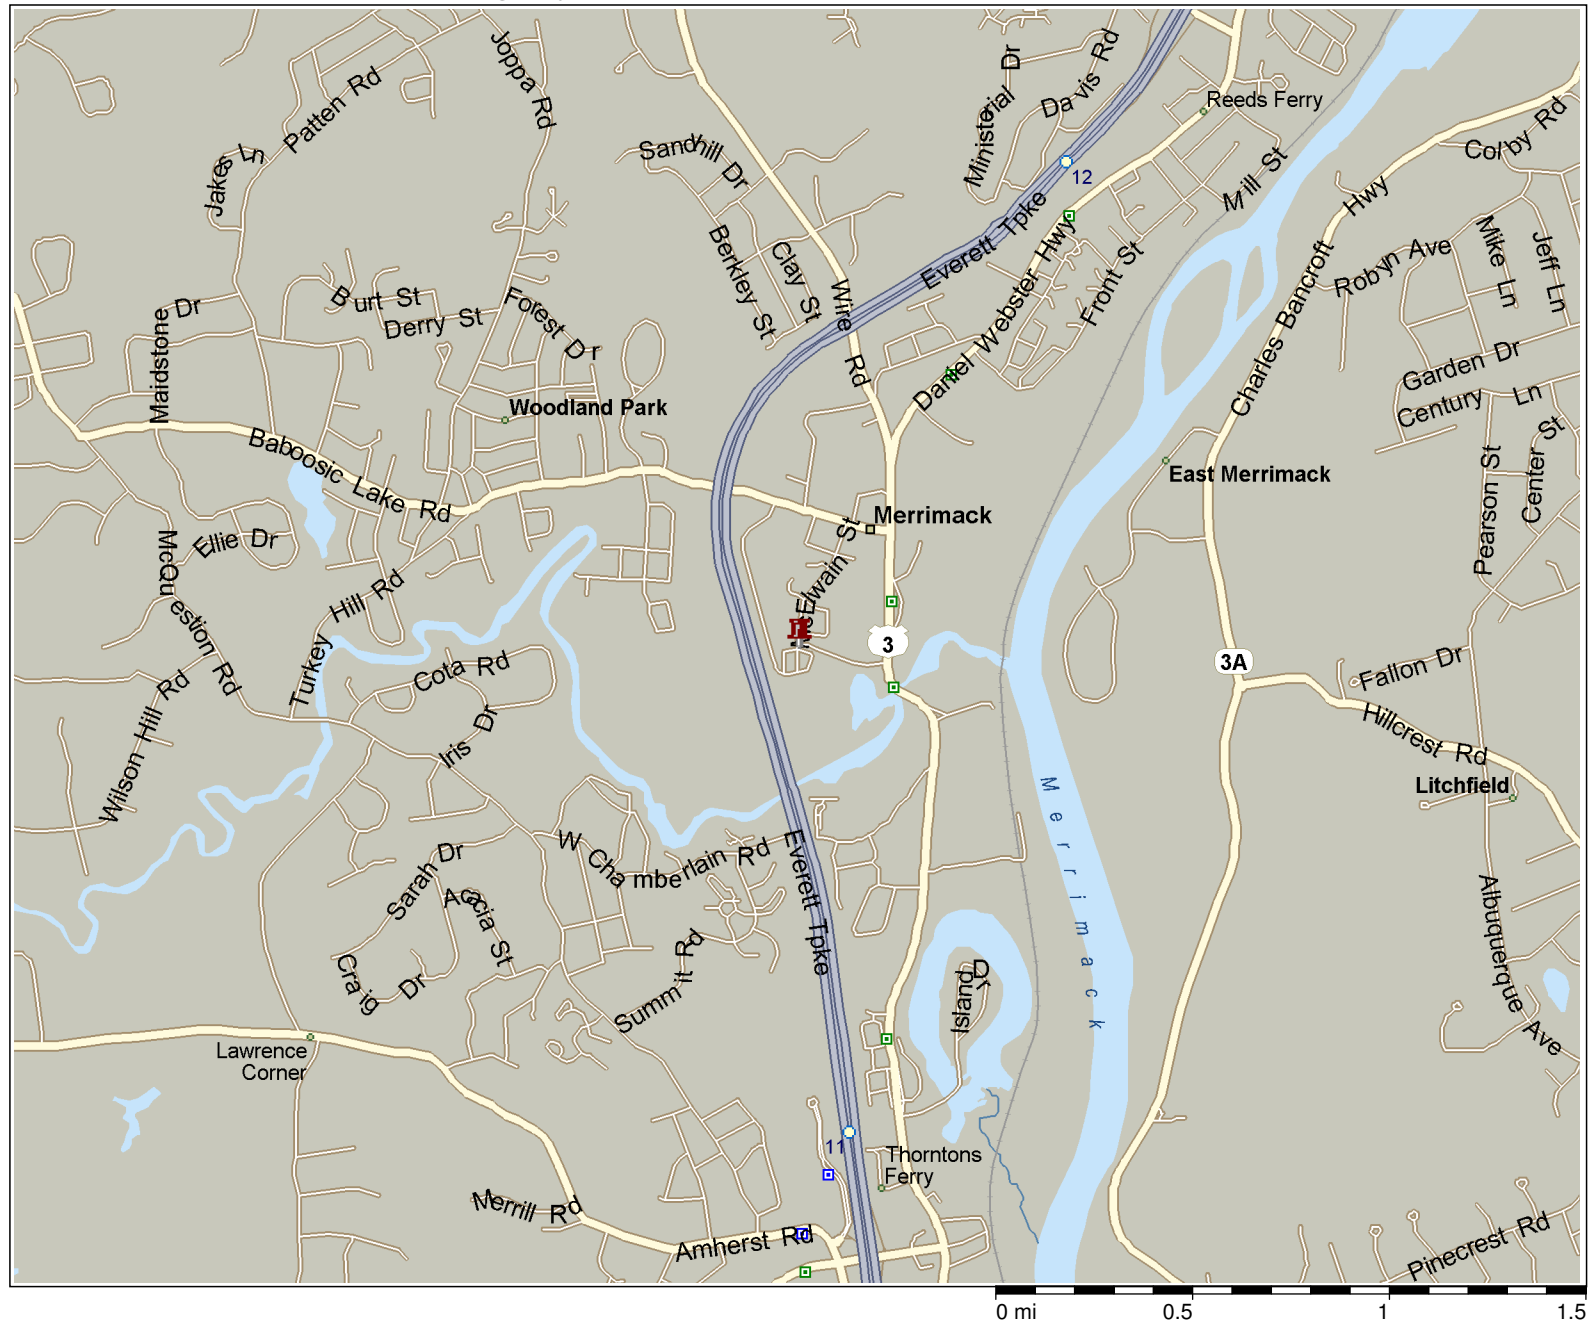 Joppa Rd
Patten Rd
Jakes Ln
Sandhill Dr
Ministorial Dr
Davis Rd
Reeds Ferry
Colby Rd
12
Mill St
Hwy
Berkley St
Clay St
Wire Rd
Everett Tpke
Daniel Webster Hwy
Front St
Charles Bancroft
Robyn Ave
Mike Ln
Jeff Ln
Maidstone Dr
Burt St
Derry St
Forest Dr
Woodland Park
Garden Dr
Century Ln
Baboosic Lake Rd
East Merrimack
Pearson St
Center St
Merrimack
McQuestion Rd
Ellie Dr
Hill Rd
Turkey
Elwain St
3
3A
Cota Rd
Iris Dr
Wilson Hill Rd
Fallon Dr
Hillcrest Rd
Litchfield
Merrimack
W Chamberlain Rd
Everett Tpke
Sarah Dr
Acacia St
Craig Dr
Summit Rd
Island Dr
Albuquerque Ave
Lawrence
Corner
11
Thorntons
Ferry
Merrill Rd
Amherst Rd
Pinecrest Rd
0 mi 0.5 1 1.5